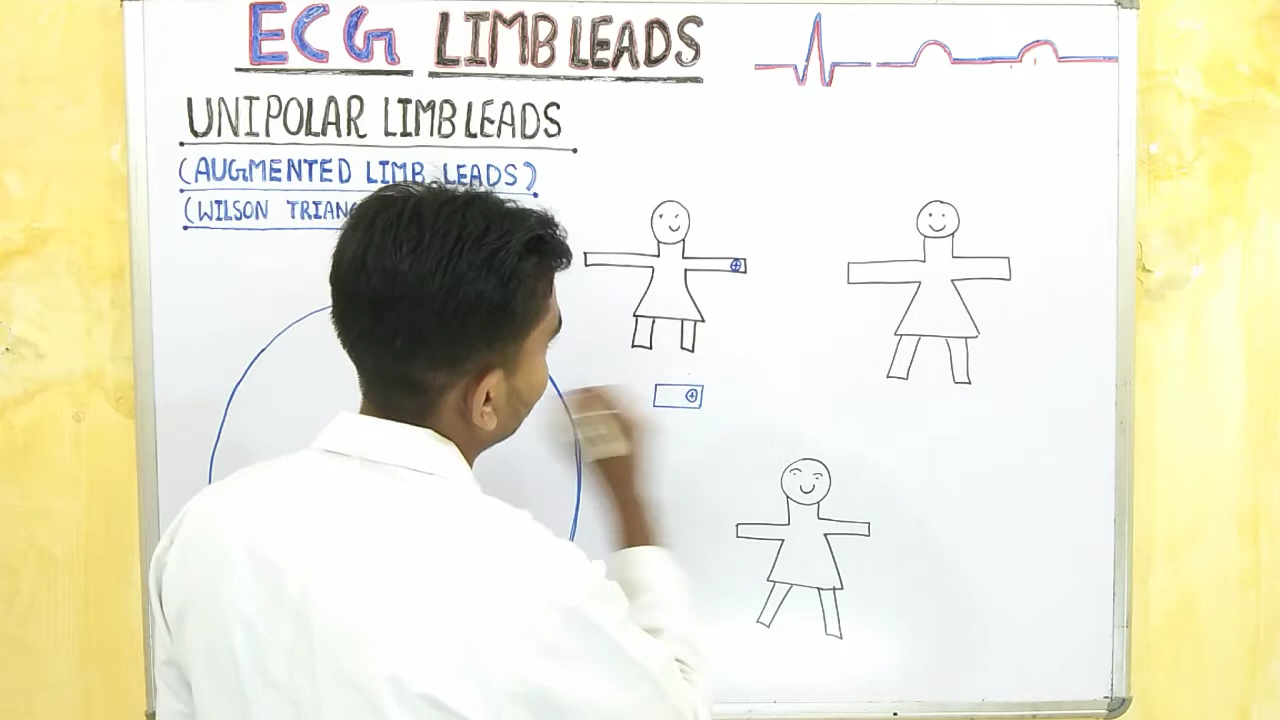 ECG LIMB LEADS
UNIPOLAR LIMB LEADS
(AUGMENTED LIMB LEADS)
(WILSON
+
+